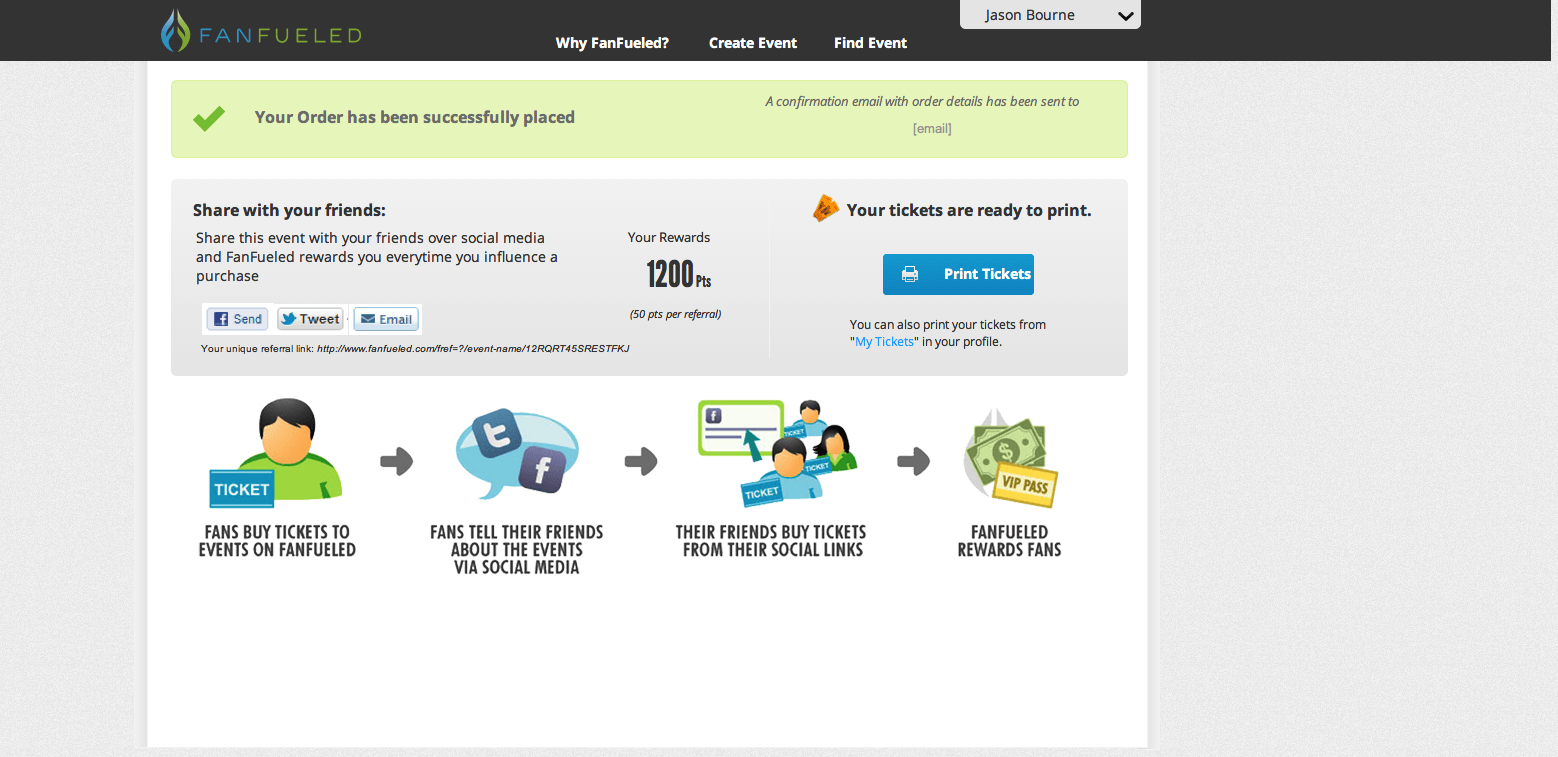 FANFUELED
Jason Bourne
Why FanFueled?
Create Event
Find Event
Your Order has been successfully placed
A confirmation email with order details has been sent to
[email]
Share with your friends:
Share this event with your friends over social media
and FanFueled rewards you everytime you influence a
purchase
Send
Tweet
Email
Your unique referral link: http://www.fanfueled.com/fref=?/event-name/12RQRT45SRESTFKJ
Your Rewards
1200 Pts
(50 pts per referral)
Your tickets are ready to print.
Print Tickets
You can also print your tickets from
"My Tickets" in your profile.
TICKET
FANS BUY TICKETS TO
EVENTS ON FANFUELED
FANS TELL THEIR FRIENDS
ABOUT THE EVENTS
VIA SOCIAL MEDIA
TICKET
TICKET
TICKET
THEIR FRIENDS BUY TICKETS
FROM THEIR SOCIAL LINKS
VIP PASS
FANFUELED
REWARDS FANS